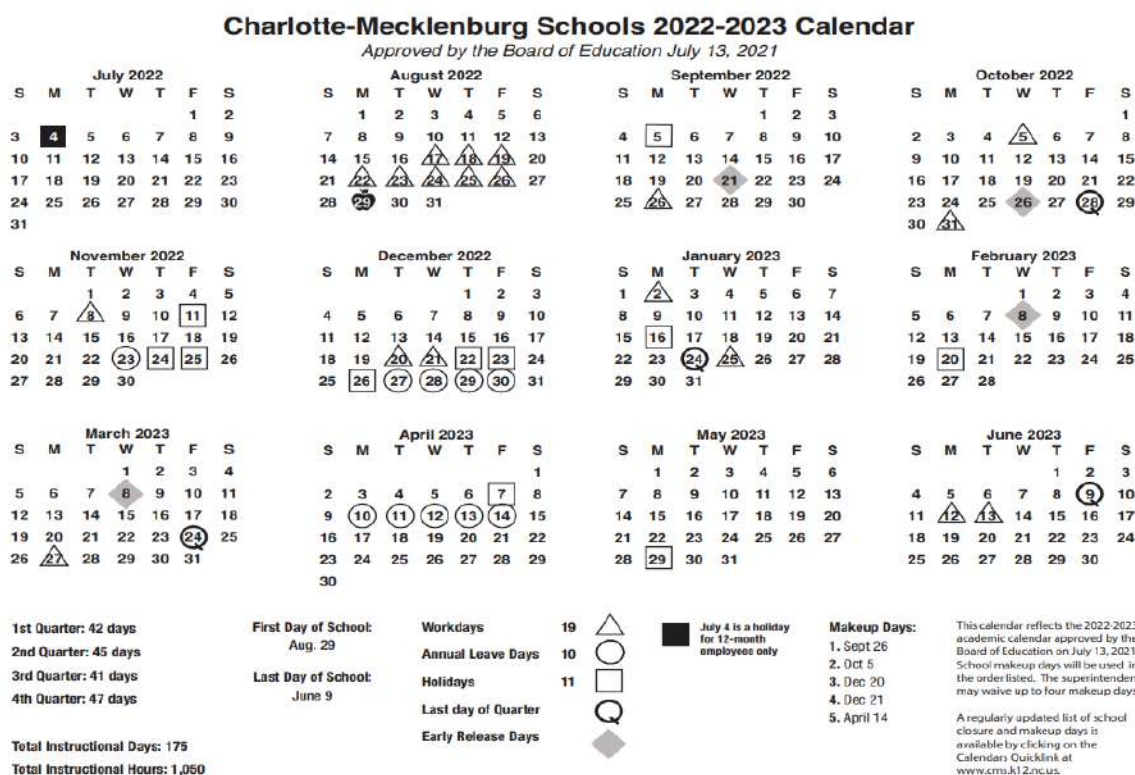 Charlotte-Mecklenburg Schools 2022-2023 Calendar
Approved by the Board of Education July 13, 2021
July 2022
S M T W T F S
1 2
3 4 5 6 7 8 9
10 11 12 13 14 15 16
17 18 19 20 21 22 23
24 25 26 27 28 29 30
31
August 2022
S M T W T F S
1 2 3 4 5 6
7 8 9 10 11 12 13
14 15 16 17 18 19 20
21 22 23 24 25 26 27
28 29 30 31
September 2022
S M T W T F S
1 2 3
4 5 6 7 8 9 10
11 12 13 14 15 16 17
18 19 20 21 22 23 24
25 26 27 28 29 30
October 2022
S M T W T F S
1
2 3 4 5 6 7 8
9 10 11 12 13 14 15
16 17 18 19 20 21 22
23 24 25 26 27 28 29
30 31
November 2022
S M T W T F S
1 2 3 4 5
6 7 8 9 10 11 12
13 14 15 16 17 18 19
20 21 22 23 24 25 26
27 28 29 30
December 2022
S M T W T F S
1 2 3
4 5 6 7 8 9 10
11 12 13 14 15 16 17
18 19 20 21 22 23 24
25 26 27 28 29 30 31
January 2023
S M T W T F S
1 2 3 4 5 6 7
8 9 10 11 12 13 14
15 16 17 18 19 20 21
22 23 24 25 26 27 28
29 30 31
February 2023
S M T W T F S
1 2 3 4
5 6 7 8 9 10 11
12 13 14 15 16 17 18
19 20 21 22 23 24 25
26 27 28
March 2023
S M T W T F S
1 2 3 4
5 6 7 8 9 10 11
12 13 14 15 16 17 18
19 20 21 22 23 24 25
26 27 28 29 30 31
April 2023
S M T W T F S
1
2 3 4 5 6 7 8
9 10 11 12 13 14 15
16 17 18 19 20 21 22
23 24 25 26 27 28 29
30
May 2023
S M T W T F S
1 2 3 4 5 6
7 8 9 10 11 12 13
14 15 16 17 18 19 20
21 22 23 24 25 26 27
28 29 30 31
June 2023
S M T W T F S
1 2 3
4 5 6 7 8 9 10
11 12 13 14 15 16 17
18 19 20 21 22 23 24
25 26 27 28 29 30
1st Quarter: 42 days
2nd Quarter: 45 days
3rd Quarter: 41 days
4th Quarter: 47 days
Total Instructional Days: 175
Total Instructional Hours: 1,050
First Day of School:
Aug. 29
Last Day of School:
June 9
Workdays 19
Annual Leave Days 10
Holidays 11
Last day of Quarter Q
Early Release Days
July 4 is a holiday
for 12-month
employees only
Makeup Days:
1. Sept 26
2. Oct 5
3. Dec 20
4. Dec 21
5. April 14
This calendar reflects the 2022-2023
academic calendar approved by the
Board of Education on July 13, 2021
School makeup days will be used in
the order listed. The superintenden
may waive up to four makeup days
A regularly updated list of school
closure and makeup days is
available by clicking on the
Calendars Quicklink at
www.cms.k12.nc.us.